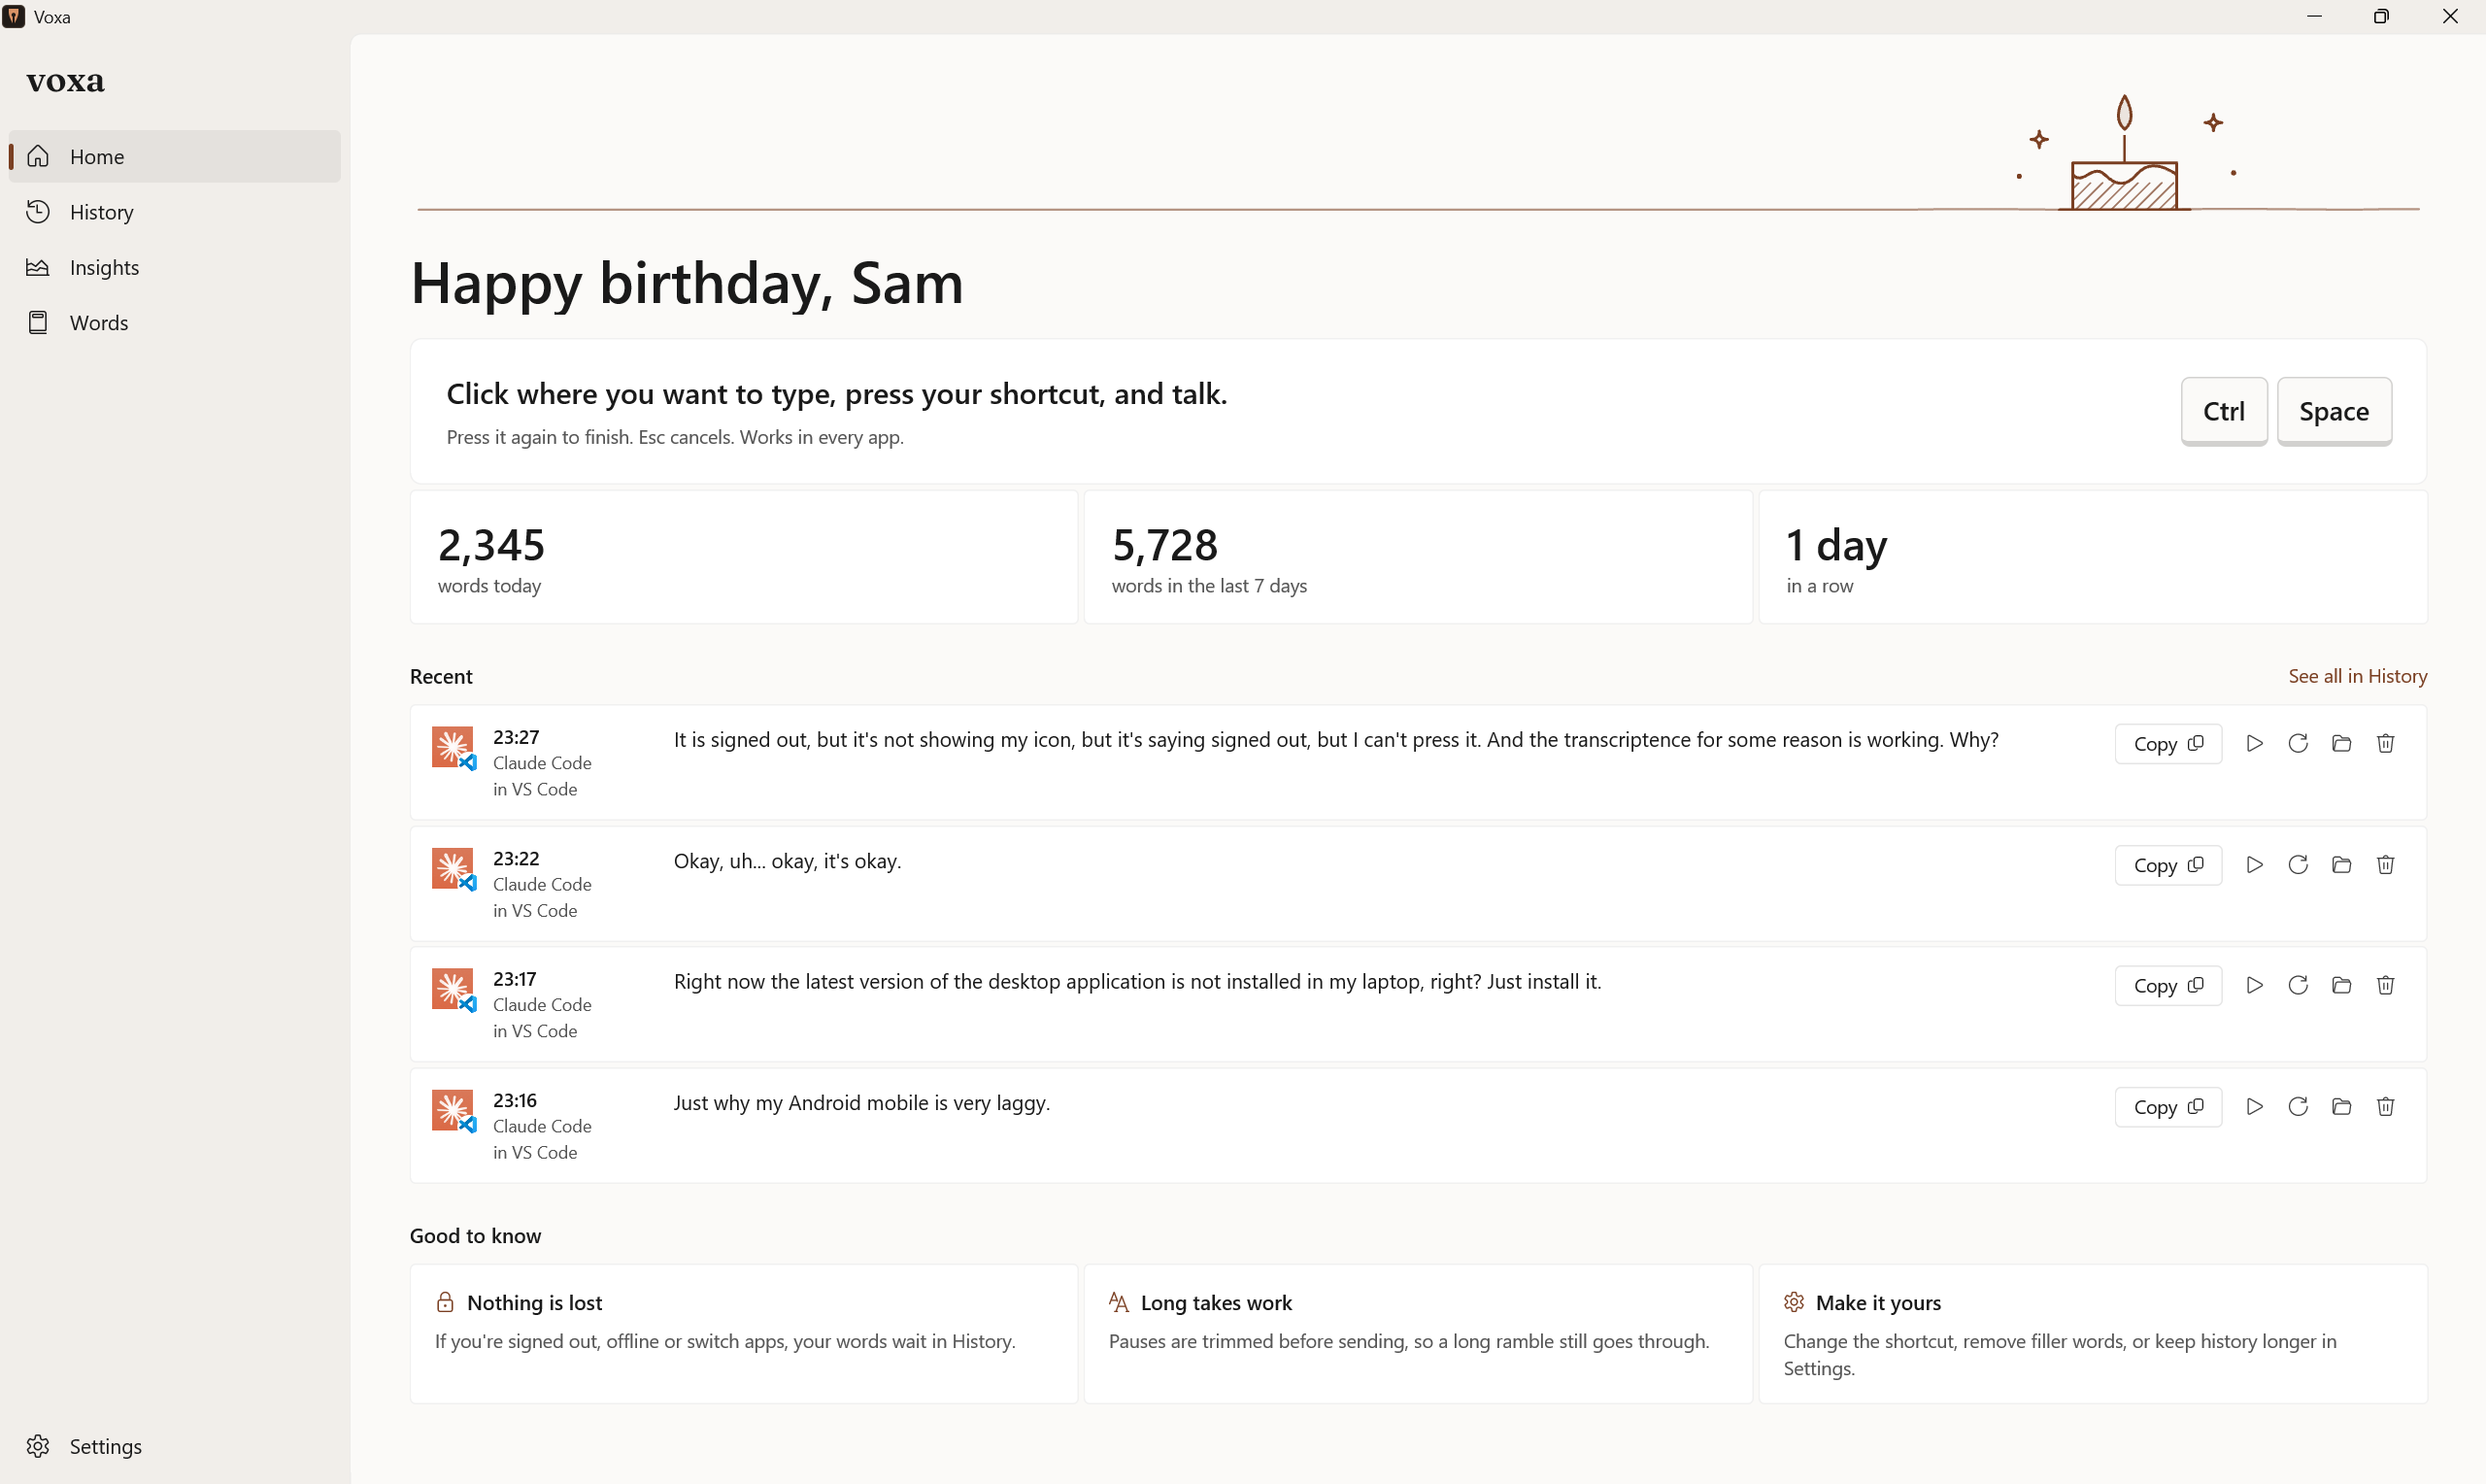 Voxa
voxa
Home
History
Insights
Words
Settings
Happy birthday, Sam
Click where you want to type, press your shortcut, and talk.
Press it again to finish. Esc cancels. Works in every app.
Ctrl
Space
2,345
words today
5,728
words in the last 7 days
1 day
in a row
Recent
See all in History
23:27
Claude Code
in VS Code
It is signed out, but it's not showing my icon, but it's saying signed out, but I can't press it. And the transcriptence for some reason is working. Why?
Copy
23:22
Claude Code
in VS Code
Okay, uh... okay, it's okay.
Copy
23:17
Claude Code
in VS Code
Right now the latest version of the desktop application is not installed in my laptop, right? Just install it.
Copy
23:16
Claude Code
in VS Code
Just why my Android mobile is very laggy.
Copy
Good to know
Nothing is lost
If you're signed out, offline or switch apps, your words wait in History.
Long takes work
Pauses are trimmed before sending, so a long ramble still goes through.
Make it yours
Change the shortcut, remove filler words, or keep history longer in
Settings.